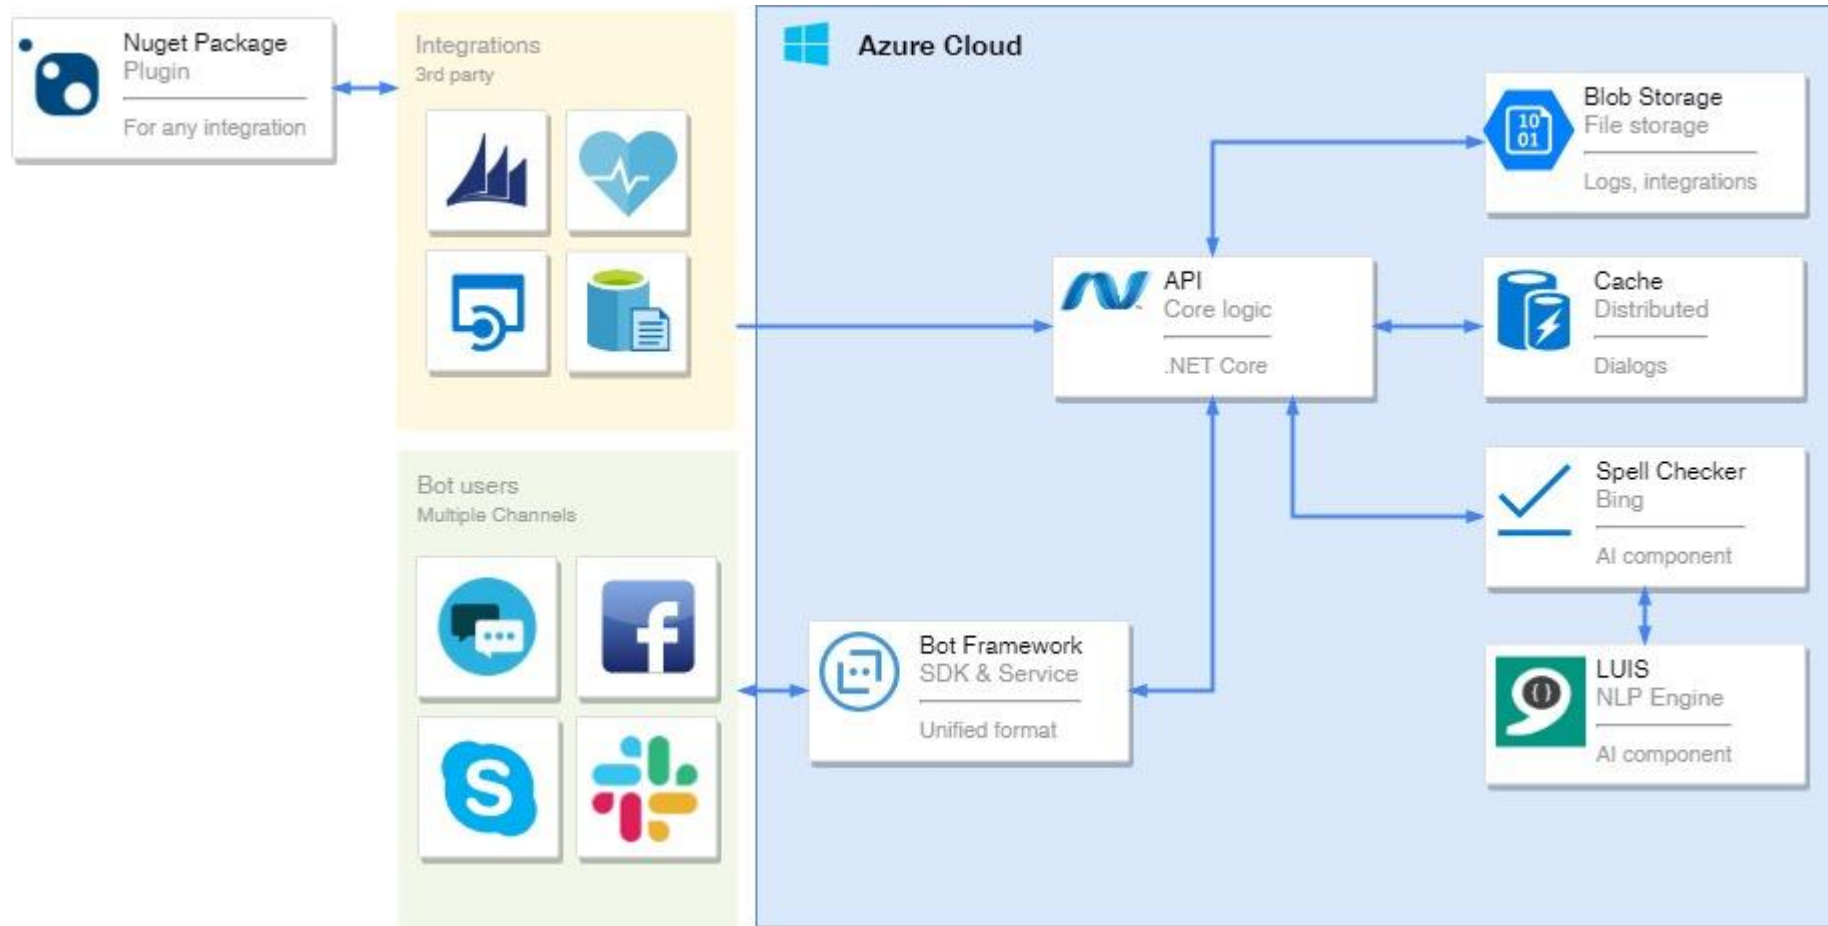 Nuget Package
Plugin
For any integration
Integrations
3rd party
Azure Cloud
Blob Storage
File storage
Logs, integrations
10
01
API
Core logic
.NET Core
Cache
Distributed
Dialogs
Bot users
Multiple Channels
Spell Checker
Bing
AI component
Bot Framework
SDK & Service
Unified format
LUIS
NLP Engine
AI component